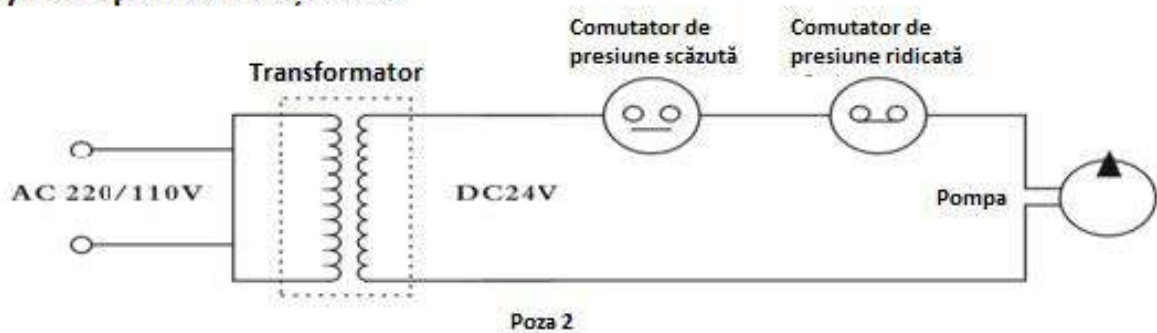 Comutator de
presiune scăzută
Comutator de
presiune ridicată
Transformator
AC 220/110V
DC24V
Pompa
Poza 2